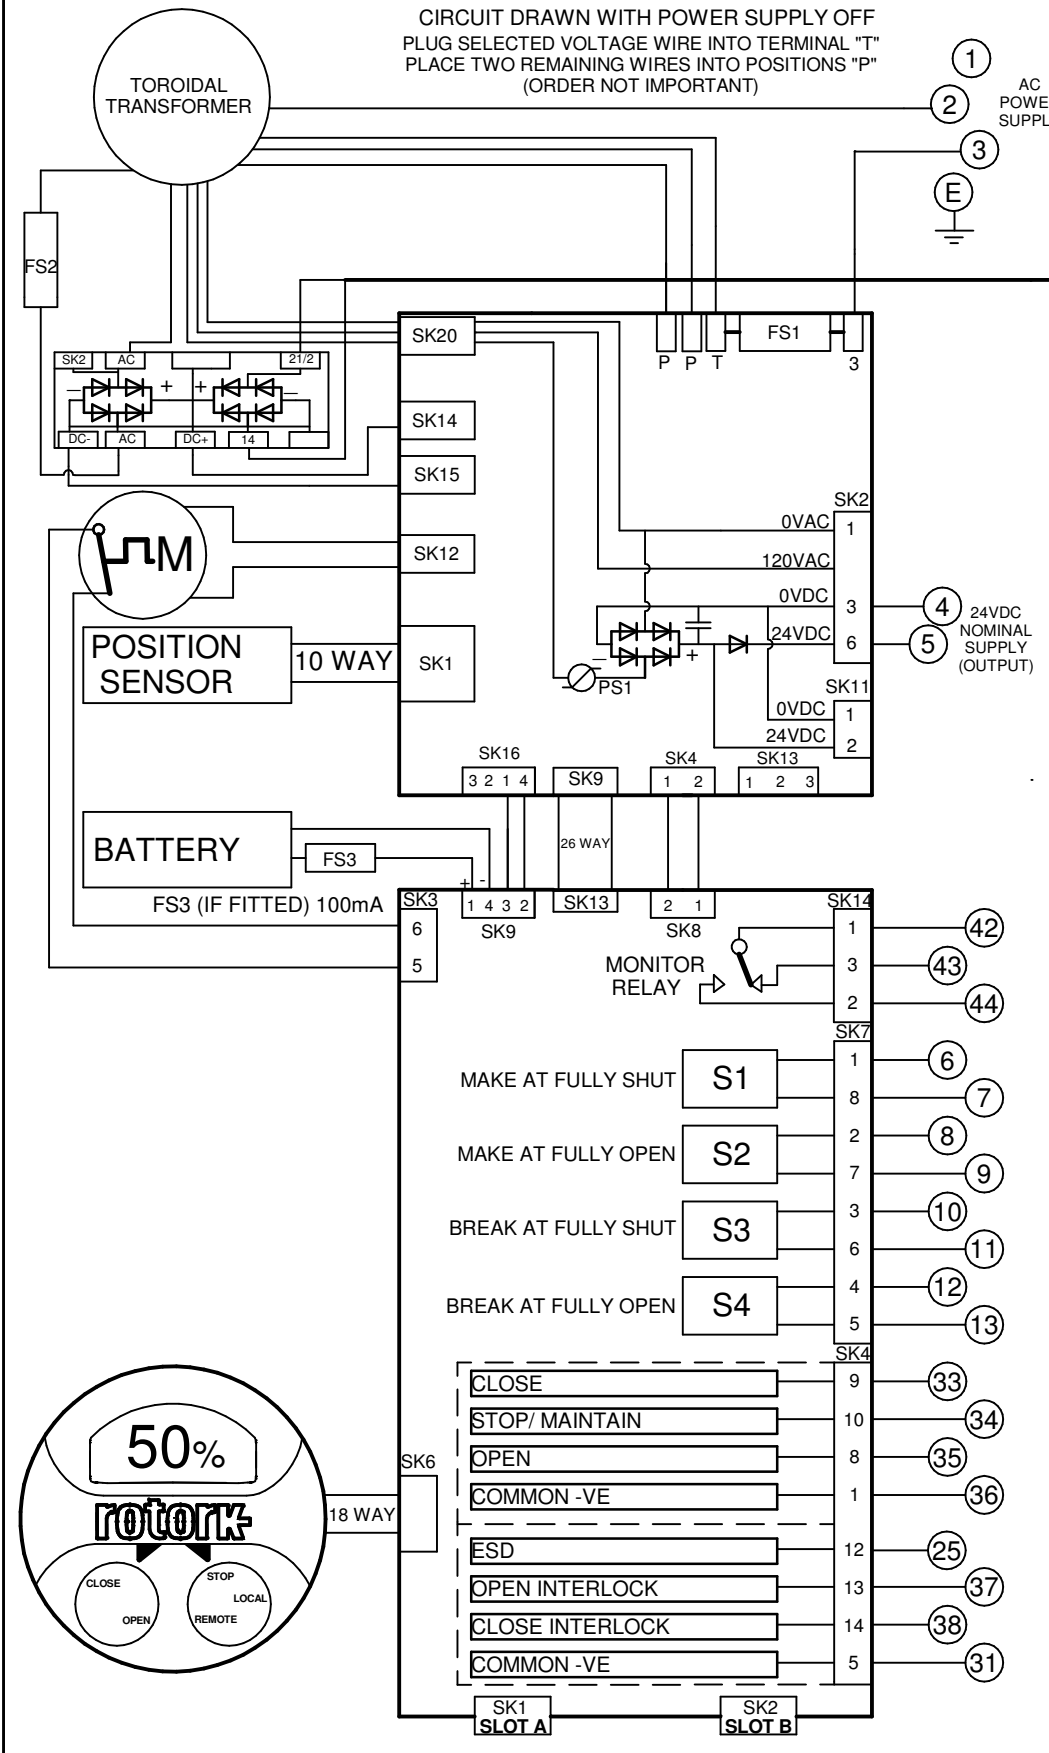 CIRCUIT DRAWN WITH POWER SUPPLY OFF
PLUG SELECTED VOLTAGE WIRE INTO TERMINAL "T"
PLACE TWO REMAINING WIRES INTO POSITIONS "P"
(ORDER NOT IMPORTANT)
TOROIDAL
TRANSFORMER
1
2
AC
POWE
SUPPL
3
E
FS2
SK20
P P T
FS1
3
SK2 AC 21/2
− + + −
DC- AC DC+ 14
SK14
SK15
M
SK12
SK2
0VAC 1
120VAC
0VDC 3 4
24VDC 6 5
24VDC
NOMINAL
SUPPLY
(OUTPUT)
− +
PS1
POSITION
SENSOR
10 WAY
SK1
SK11
0VDC 1
24VDC 2
SK16
3 2 1 4
SK9
SK4
1 2
SK13
1 2 3
BATTERY
FS3
26 WAY
FS3 (IF FITTED) 100mA
+ -
SK3
6
5
1 4 3 2
SK9
SK13
2 1
SK8
SK14
1 42
MONITOR
RELAY
3 43
2 44
SK7
MAKE AT FULLY SHUT S1
1 6
8 7
MAKE AT FULLY OPEN S2
2 8
7 9
BREAK AT FULLY SHUT S3
3 10
6 11
BREAK AT FULLY OPEN S4
4 12
5 13
SK4
CLOSE 9 33
STOP/ MAINTAIN 10 34
OPEN 8 35
COMMON -VE 1 36
ESD 12 25
OPEN INTERLOCK 13 37
CLOSE INTERLOCK 14 38
COMMON -VE 5 31
50%
rotork
CLOSE
OPEN
STOP
LOCAL
REMOTE
18 WAY
SK6
SK1
SLOT A
SK2
SLOT B